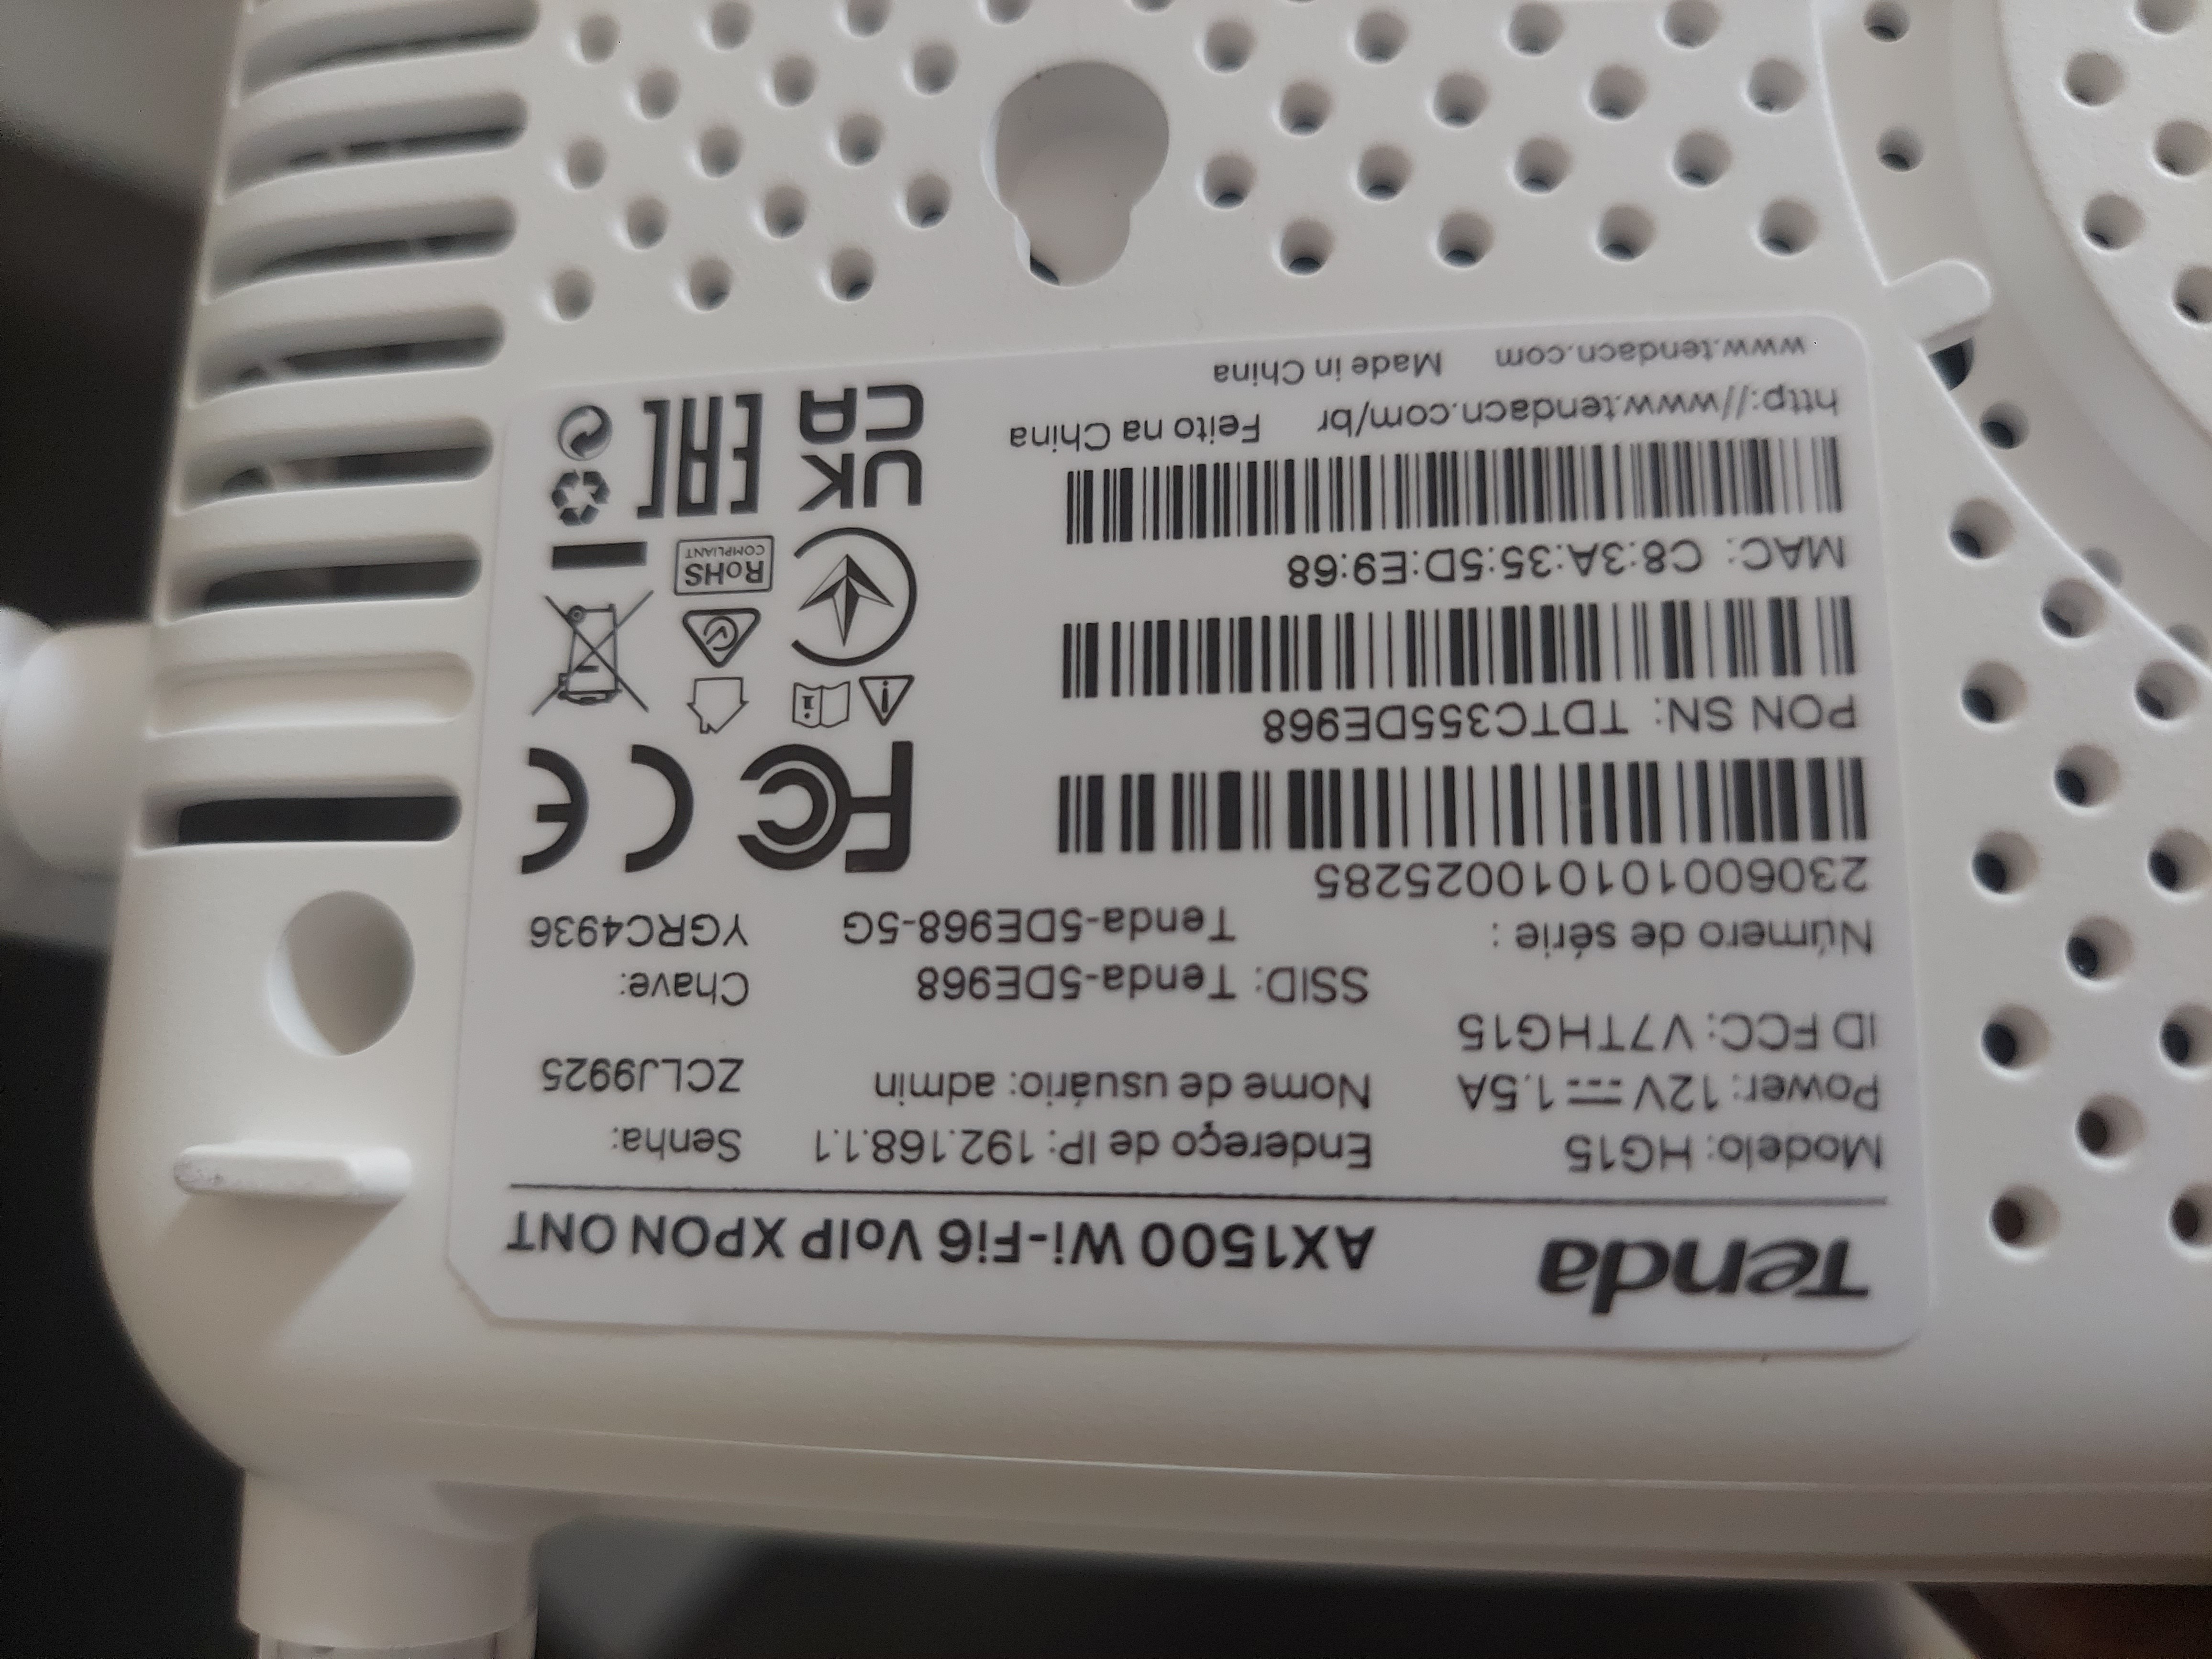 Tenda AX1500 Wi-Fi6 VoIP XPON ONT
Modelo: HG15 Endereço de IP: 192.168.1.1 Senha:
Power: 12V⎓1.5A Nome de usuário: admin ZCLJ9925
ID FCC: V7THG15
SSID: Tenda-5DE968 Chave:
Número de série : Tenda-5DE968-5G YGRC4936
230600101010025285
FC CE
PON SN: TDTC355DE968
MAC: C8:3A:35:5D:E9:68
RoHS
COMPLIANT
UK
CA
EAC
http://www.tendacn.com/br Feito na China
www.tendacn.com Made in China